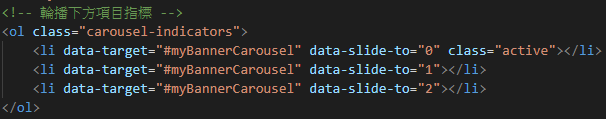 <!-- 輪播下方項目指標 -->
<ol class="carousel-indicators">
<li data-target="#myBannerCarousel" data-slide-to="0" class="active"></li>
<li data-target="#myBannerCarousel" data-slide-to="1"></li>
<li data-target="#myBannerCarousel" data-slide-to="2"></li>
</ol>